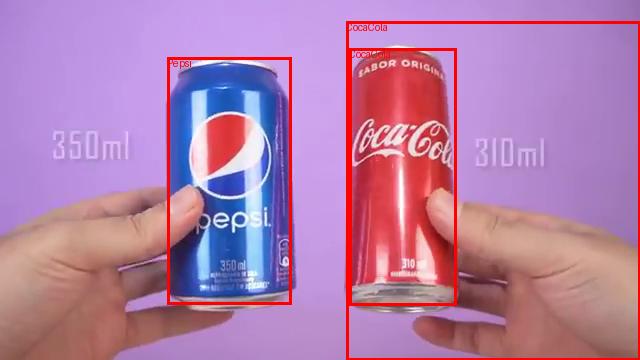 CocaCola
Pepsi
CocaCola
SABOR ORIGINAL
350ml
Coca-Cola
310ml
pepsi.
350 ml
310 ml